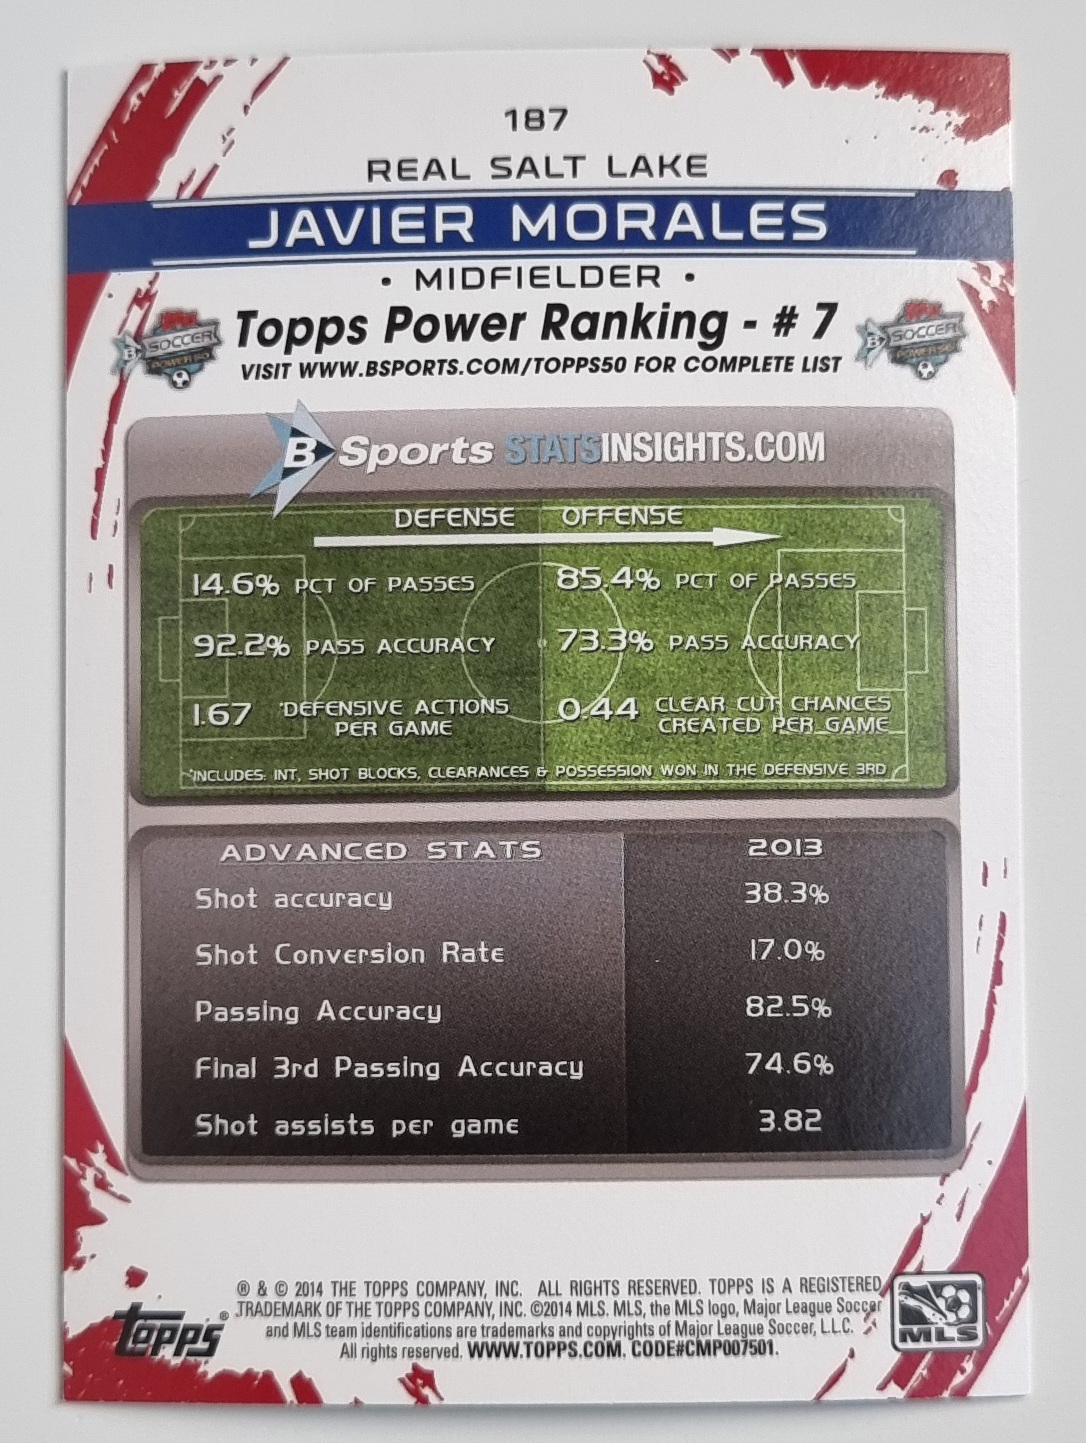 187
REAL SALT LAKE
JAVIER MORALES
• MIDFIELDER •
Topps Power Ranking - # 7
VISIT WWW.BSPORTS.COM/TOPPS50 FOR COMPLETE LIST
B SOCCER POWER 50
B SOCCER POWER 50
B Sports STATSINSIGHTS.COM
DEFENSE OFFENSE
14.6% PCT OF PASSES 85.4% PCT OF PASSES
92.2% PASS ACCURACY 73.3% PASS ACCURACY
1.67 *DEFENSIVE ACTIONS PER GAME 0.44 CLEAR CUT CHANCES CREATED PER GAME
*INCLUDES: INT, SHOT BLOCKS, CLEARANCES & POSSESSION WON IN THE DEFENSIVE 3RD
ADVANCED STATS 2013
Shot accuracy 38.3%
Shot Conversion Rate 17.0%
Passing Accuracy 82.5%
Final 3rd Passing Accuracy 74.6%
Shot assists per game 3.82
® & © 2014 THE TOPPS COMPANY, INC. ALL RIGHTS RESERVED. TOPPS IS A REGISTERED
TRADEMARK OF THE TOPPS COMPANY, INC. ©2014 MLS. MLS, the MLS logo, Major League Soccer
and MLS team identifications are trademarks and copyrights of Major League Soccer, L.L.C.
All rights reserved. WWW.TOPPS.COM. CODE#CMP007501.
Topps®
MLS